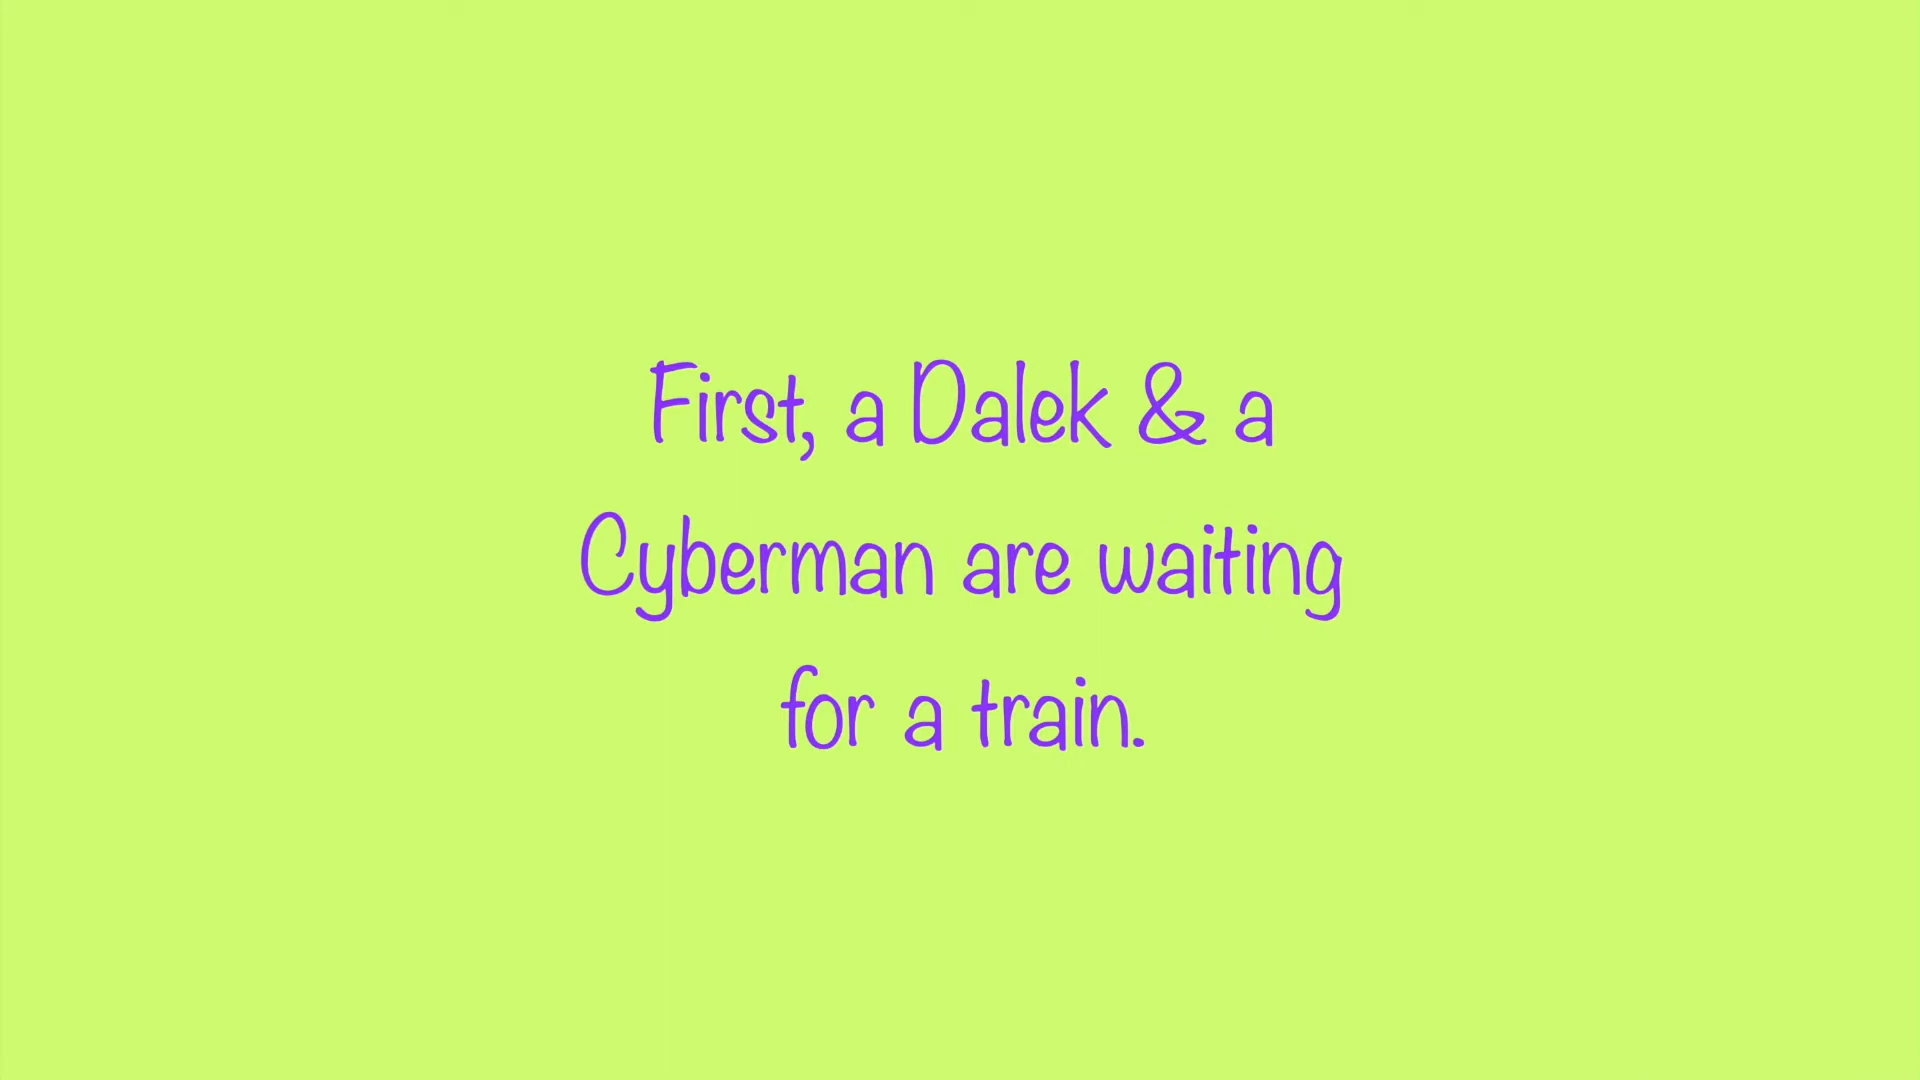 First, a Dalek & a
Cyberman are waiting
for a train.